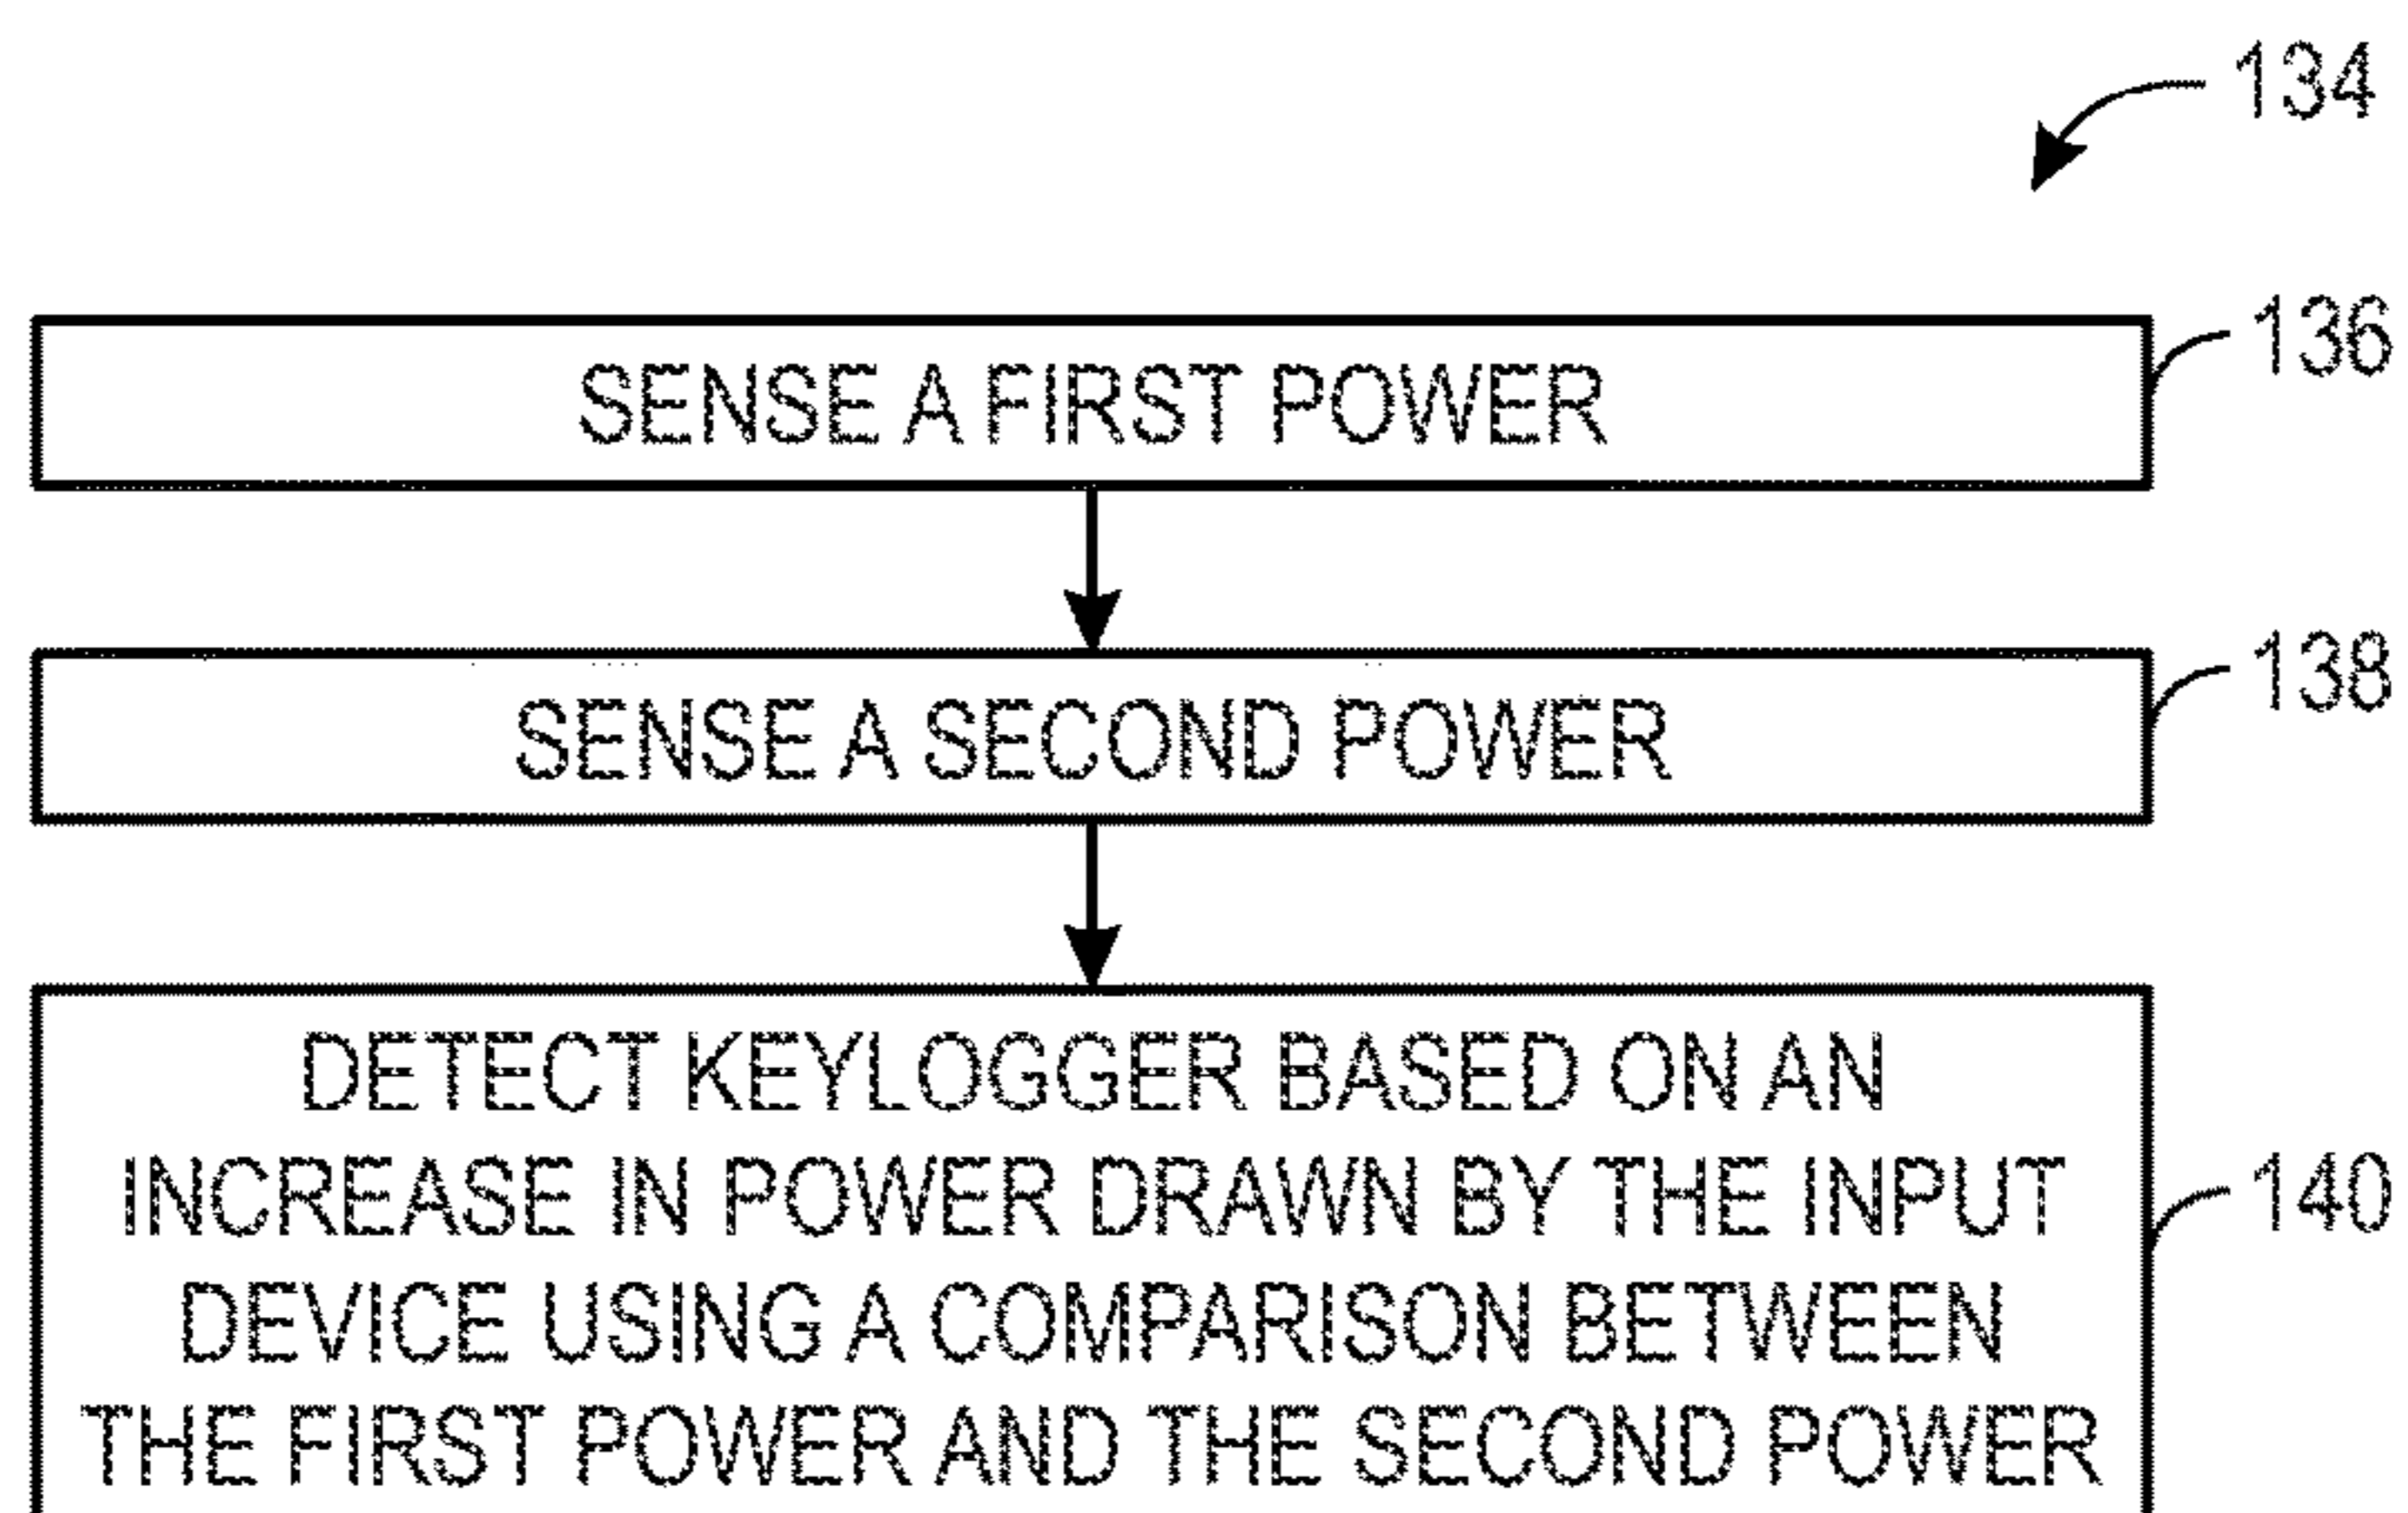 134
SENSE A FIRST POWER
136
SENSE A SECOND POWER
138
DETECT KEYLOGGER BASED ON AN
INCREASE IN POWER DRAWN BY THE INPUT
140
DEVICE USING A COMPARISON BETWEEN
THE FIRST POWER AND THE SECOND POWER